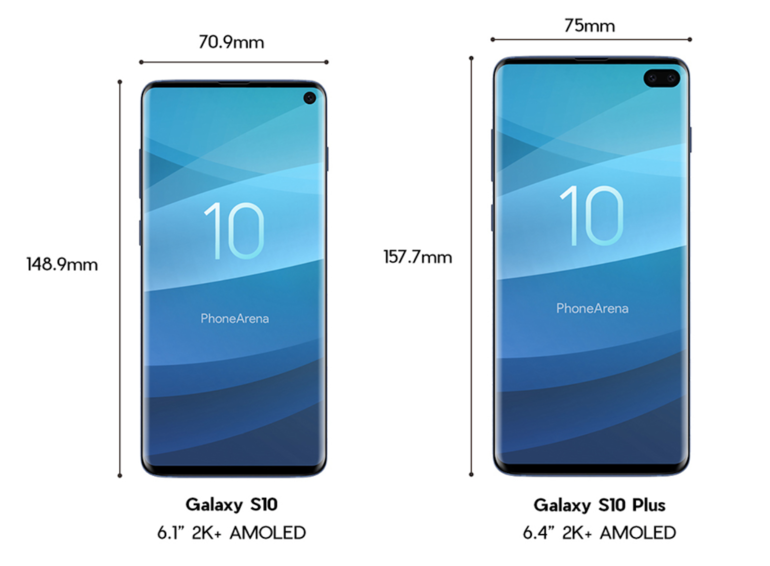 70.9mm
148.9mm
10
PhoneArena
Galaxy S10
6.1” 2K+ AMOLED
75mm
157.7mm
10
PhoneArena
Galaxy S10 Plus
6.4” 2K+ AMOLED